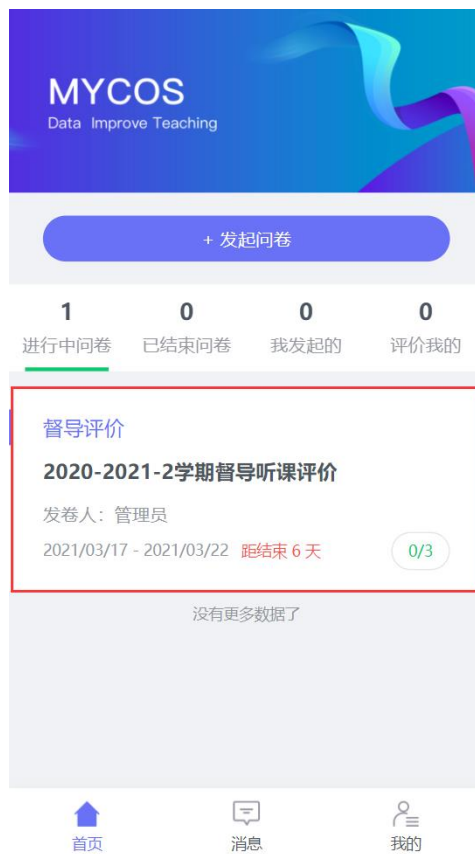 MYCOS
Data Improve Teaching
+ 发起问卷
1 0 0 0
进行中问卷 已结束问卷 我发起的 评价我的
督导评价
2020-2021-2学期督导听课评价
发卷人：管理员
2021/03/17 - 2021/03/22 距结束 6 天 0/3
没有更多数据了
首页 消息 我的